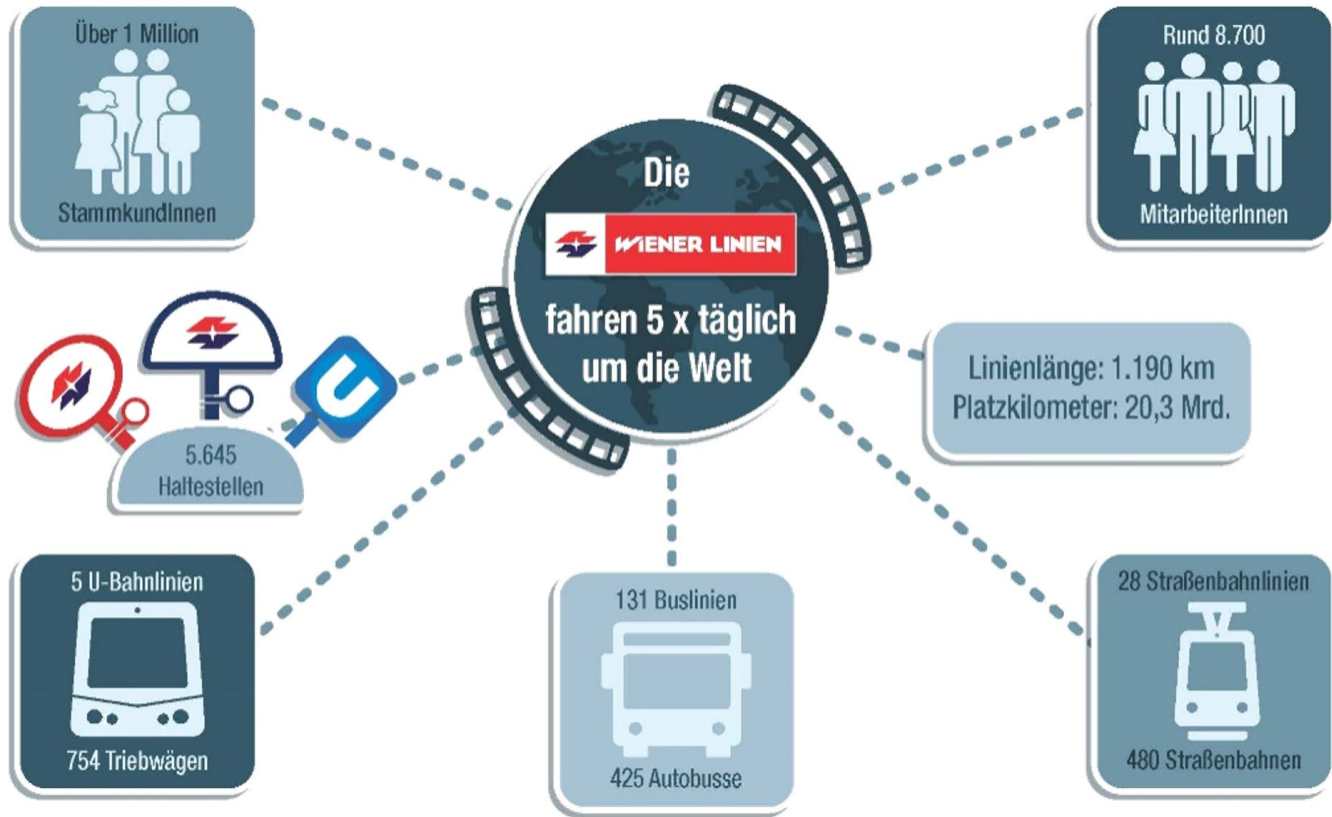 Über 1 Million
StammkundInnen
Rund 8.700
MitarbeiterInnen
Die
WIENER LINIEN
fahren 5 x täglich
um die Welt
Linienlänge: 1.190 km
Platzkilometer: 20,3 Mrd.
U
5.645
Haltestellen
5 U-Bahnlinien
754 Triebwägen
131 Buslinien
425 Autobusse
28 Straßenbahnlinien
480 Straßenbahnen